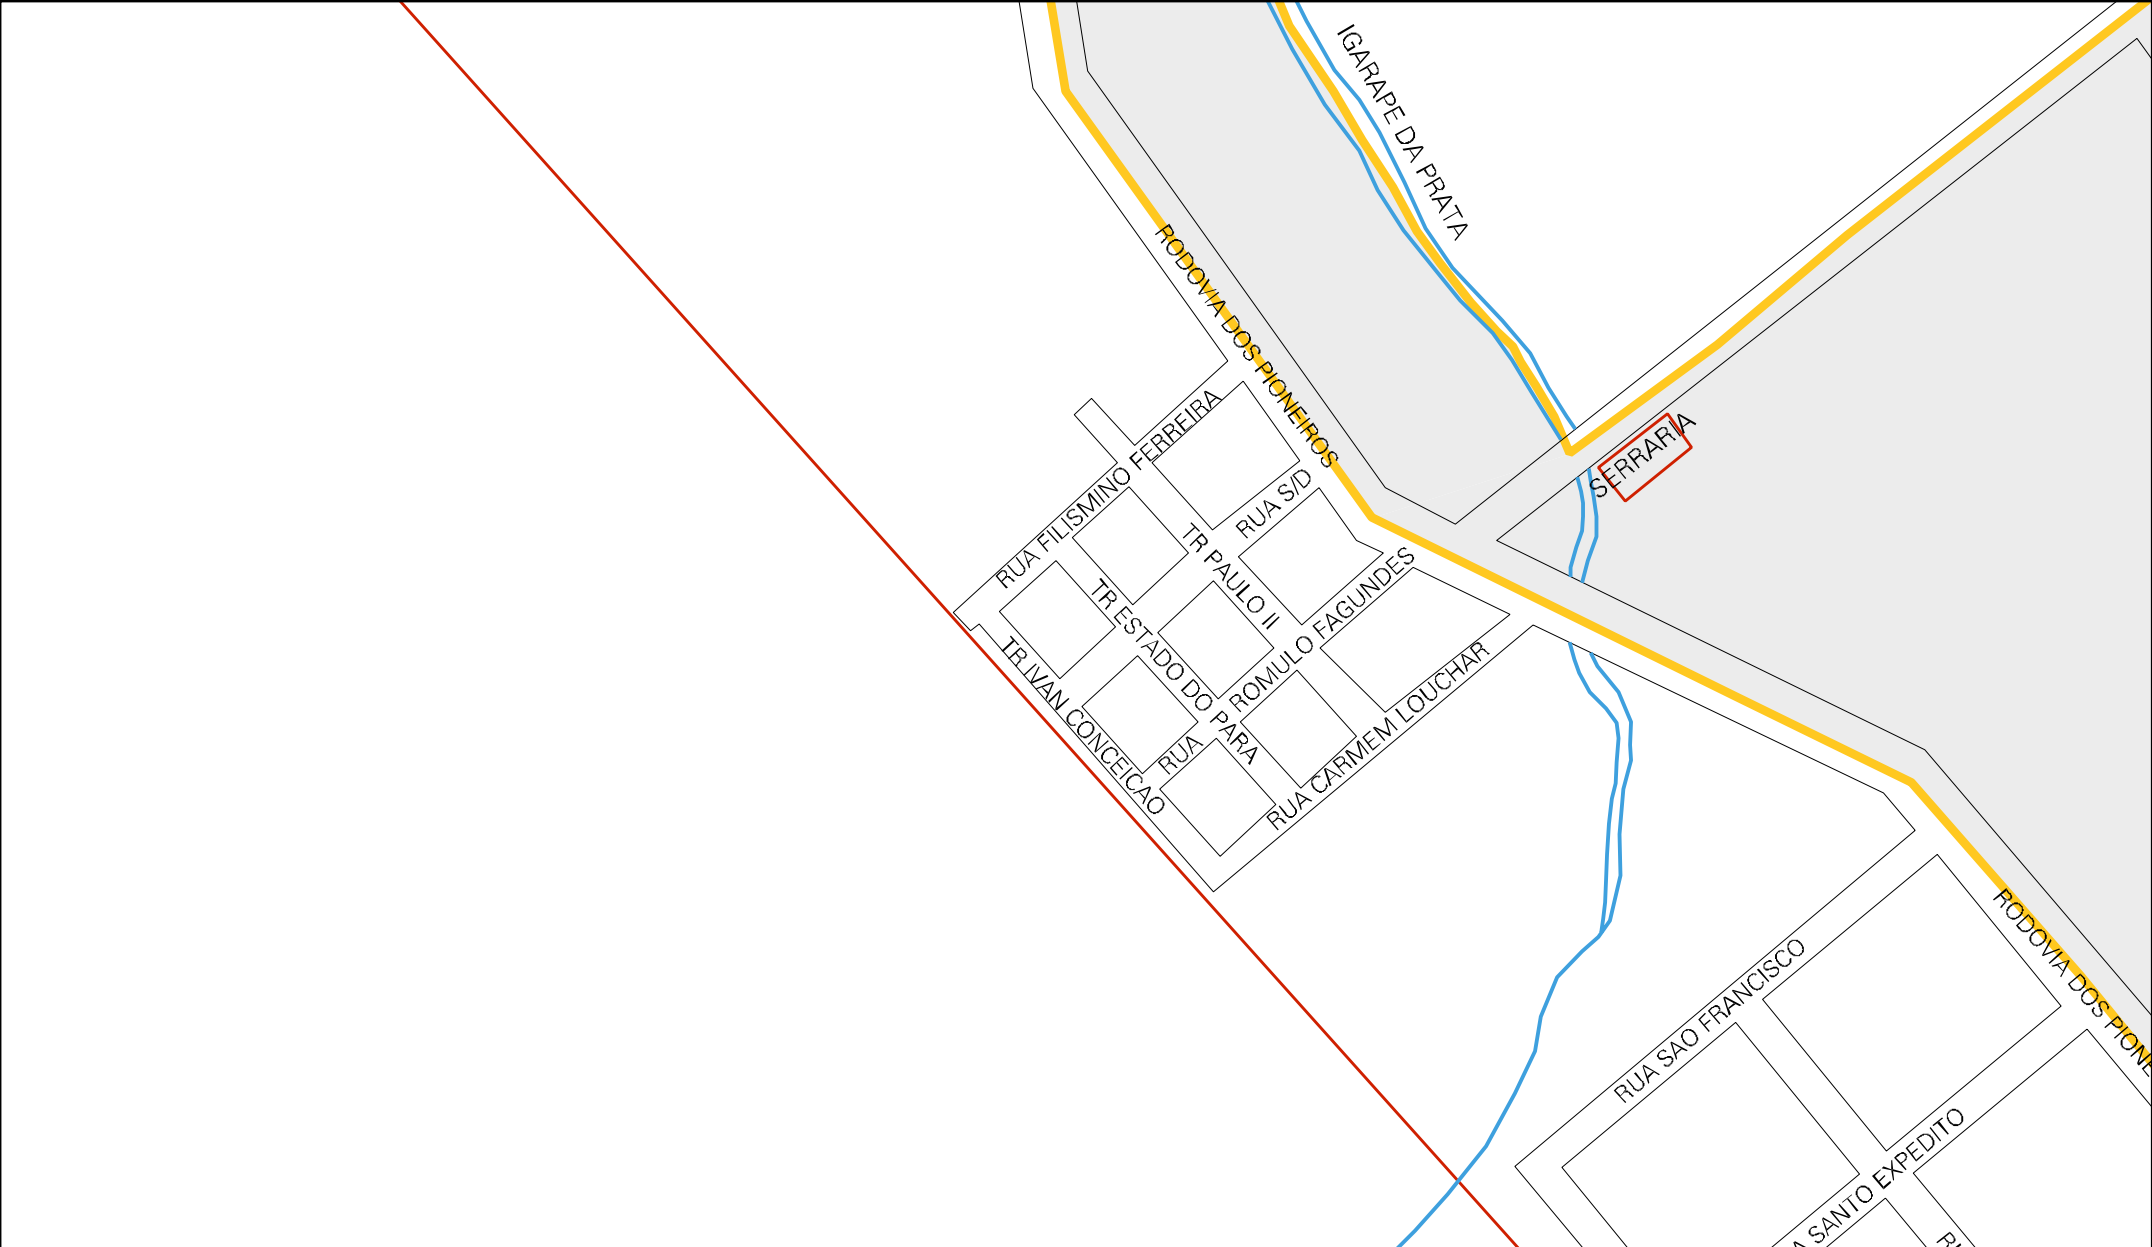 IGARAPE DA PRATA
RODOVIA DOS PIONEIROS
SERRARIA
RUA FILISMINO FERREIRA
RUA S/D
TR PAULO II
TR ESTADO DO PARA
RUA ROMULO FAGUNDES
TR IVAN CONCEICAO
RUA CARMEM LOUCHAR
RODOVIA DOS PIONE
RUA SAO FRANCISCO
A SANTO EXPEDITO